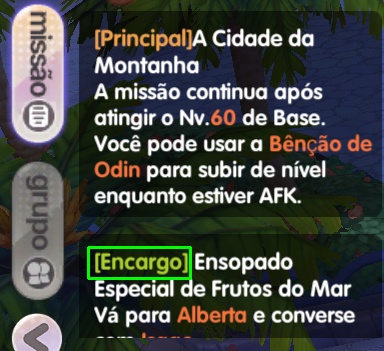 missão
grupo
[Principal]A Cidade da
Montanha
A missão continua após
atingir o Nv.60 de Base.
Você pode usar a Bênção de
Odin para subir de nível
enquanto estiver AFK.
[Encargo] Ensopado
Especial de Frutos do Mar
Vá para Alberta e converse